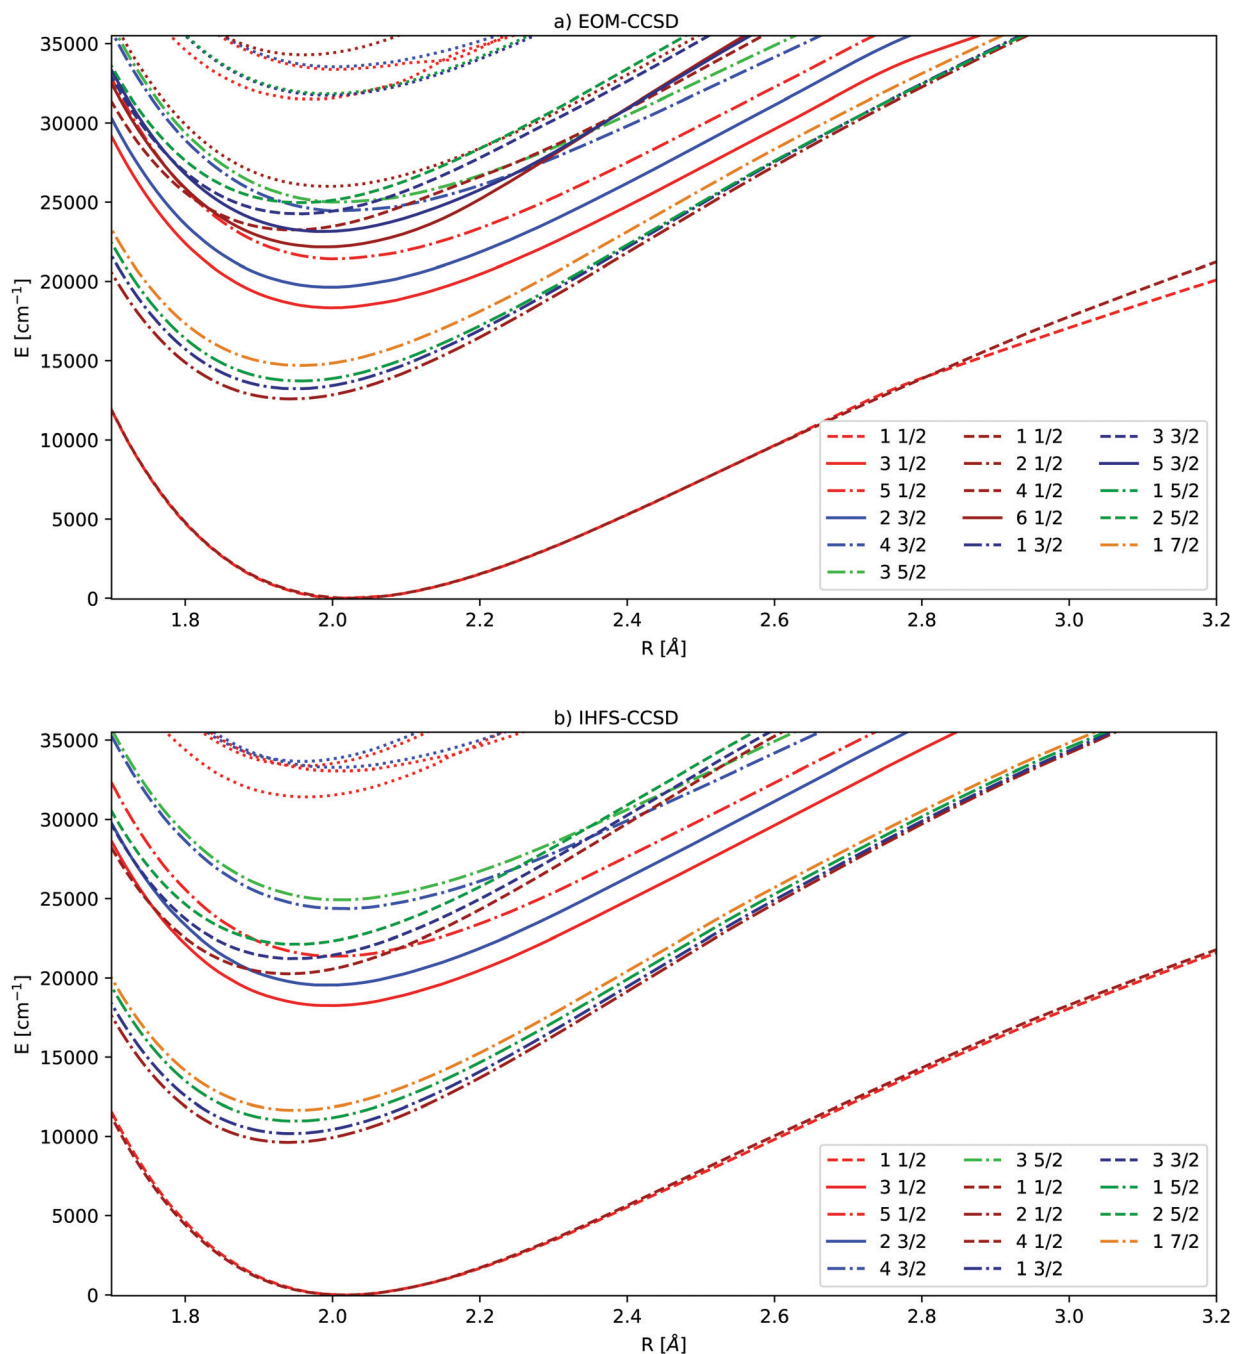 a) EOM-CCSD
35000
30000
25000
20000
15000
10000
5000
0
E [cm⁻¹]
1 1/2 1 1/2 3 3/2
3 1/2 2 1/2 5 3/2
5 1/2 4 1/2 1 5/2
2 3/2 6 1/2 2 5/2
4 3/2 1 3/2 1 7/2
3 5/2
1.8 2.0 2.2 2.4 2.6 2.8 3.0 3.2
R [Å]
b) IHFS-CCSD
35000
30000
25000
20000
15000
10000
5000
0
E [cm⁻¹]
1 1/2 3 5/2 3 3/2
3 1/2 1 1/2 1 5/2
5 1/2 2 1/2 2 5/2
2 3/2 4 1/2 1 7/2
4 3/2 1 3/2
1.8 2.0 2.2 2.4 2.6 2.8 3.0 3.2
R [Å]